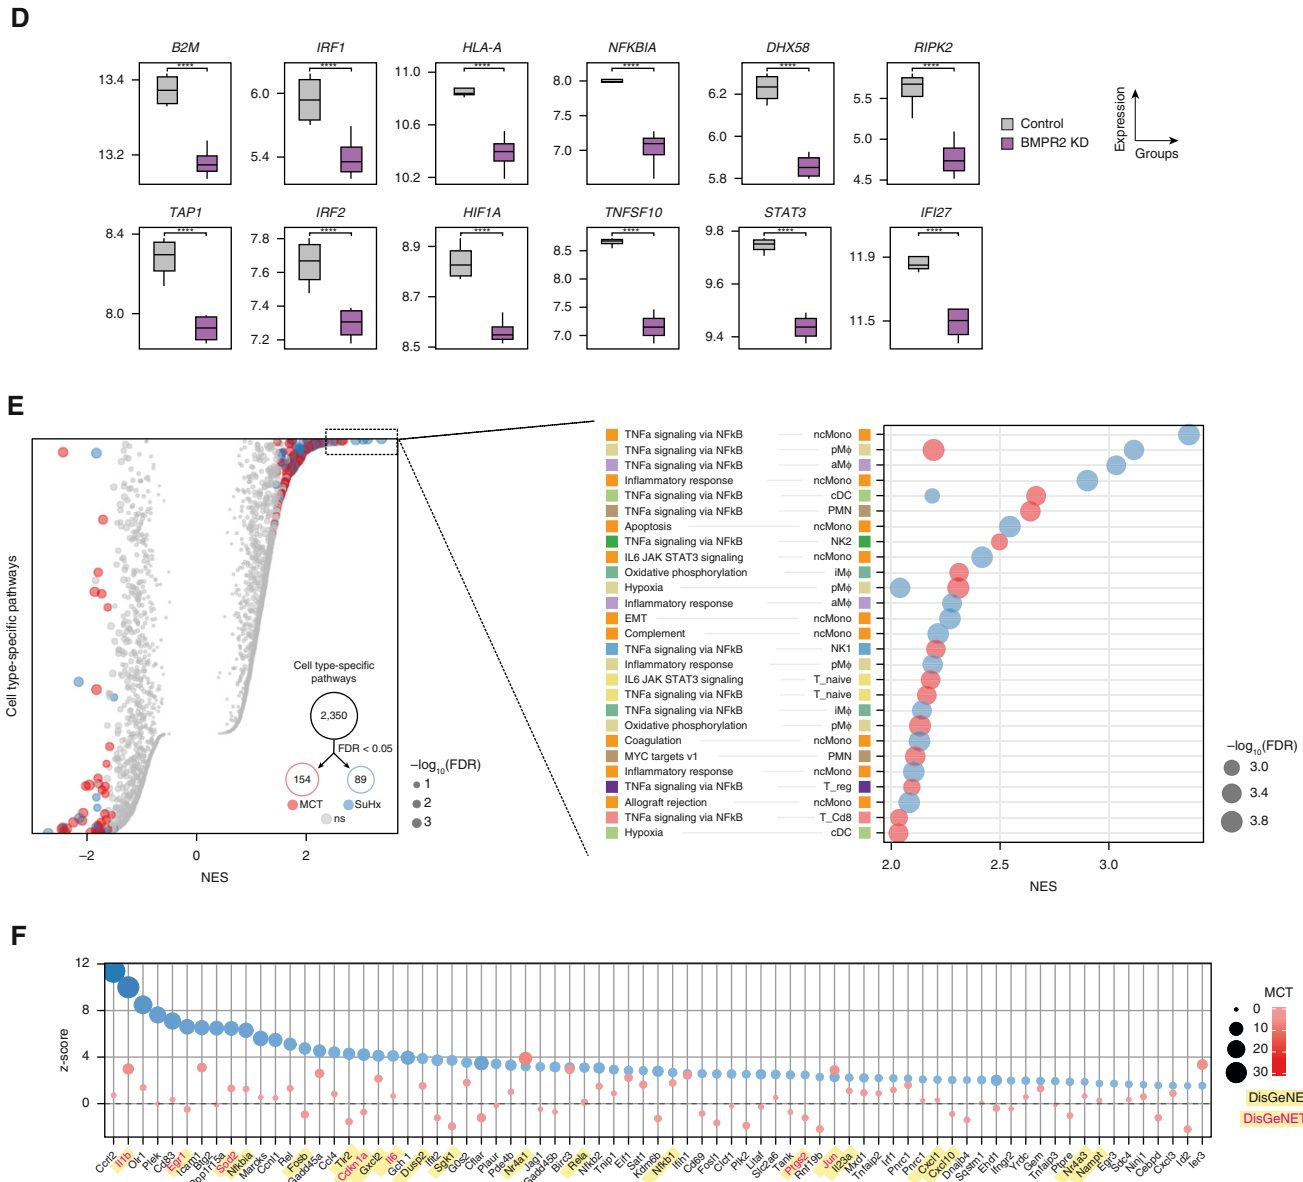 D
B2M IRF1 HLA-A NFKBIA DHX58 RIPK2
**** **** **** **** **** ****
13.4 13.2
6.0 5.4
11.0 10.6 10.2
8.0 7.5 7.0
6.2 6.0 5.8
5.5 5.0 4.5
Control
BMPR2 KD
Expression
Groups
TAP1 IRF2 HIF1A TNFSF10 STAT3 IFI27
**** **** **** **** **** ****
8.4 8.0
7.8 7.6 7.4 7.2
8.9 8.7 8.5
8.5 8.0 7.5 7.0
9.8 9.6 9.4
11.9 11.5
E
Cell type-specific pathways
Cell type-specific
pathways
2,350
FDR < 0.05
154 89
MCT SuHx
ns
−log10(FDR)
1
2
3
−2 0 2
NES
TNFa signaling via NFkB ncMono
TNFa signaling via NFkB pMϕ
TNFa signaling via NFkB aMϕ
Inflammatory response ncMono
TNFa signaling via NFkB cDC
TNFa signaling via NFkB PMN
Apoptosis ncMono
TNFa signaling via NFkB NK2
IL6 JAK STAT3 signaling ncMono
Oxidative phosphorylation iMϕ
Hypoxia pMϕ
Inflammatory response aMϕ
EMT ncMono
Complement ncMono
TNFa signaling via NFkB NK1
Inflammatory response pMϕ
IL6 JAK STAT3 signaling T_naive
TNFa signaling via NFkB T_naive
TNFa signaling via NFkB iMϕ
Oxidative phosphorylation pMϕ
Coagulation ncMono
MYC targets v1 PMN
Inflammatory response ncMono
TNFa signaling via NFkB T_reg
Allograft rejection ncMono
TNFa signaling via NFkB T_Cd8
Hypoxia cDC
2.0 2.5 3.0
NES
−log10(FDR)
3.0
3.4
3.8
F
z-score
12
8
4
0
MCT
0
10
20
30
0
10
20
30
DisGeNE
DisGeNET
Ccrl2
Il1b
Olr1
Plek
Cd83
Egr1
Icam1
Btg2
Ppp1r15a
Sod2
Nfkbia
Marcks
Ccnl1
Rel
Fosb
Gadd45a
Ccl4
Tlr2
Cdkn1a
Cxcl2
Il6
Gch1
Dusp2
Ifit2
Sgk1
G0s2
Cflar
Plaur
Pde4b
Nr4a1
Jag1
Gadd45b
Birc3
Rela
Nfkb2
Tnip1
Eif1
Sat1
Kdm6b
Nfkb1
Ifih1
Cd69
Fosl1
Clcf1
Plk2
Litaf
Slc2a6
Tank
Ptgs2
Rnf19b
Jun
Il23a
Mxd1
Tnfaip2
Irf1
Pnrc1
Pnrc1
Cxcl1
Cxcl10
Dnajb4
Sqstm1
Ehd1
Ifngr2
Yrdc
Gem
Tnfaip3
Ptpre
Nr4a3
Nampt
Egr3
Sdc4
Ninj1
Cebpd
Cxcl3
Id2
Ier3